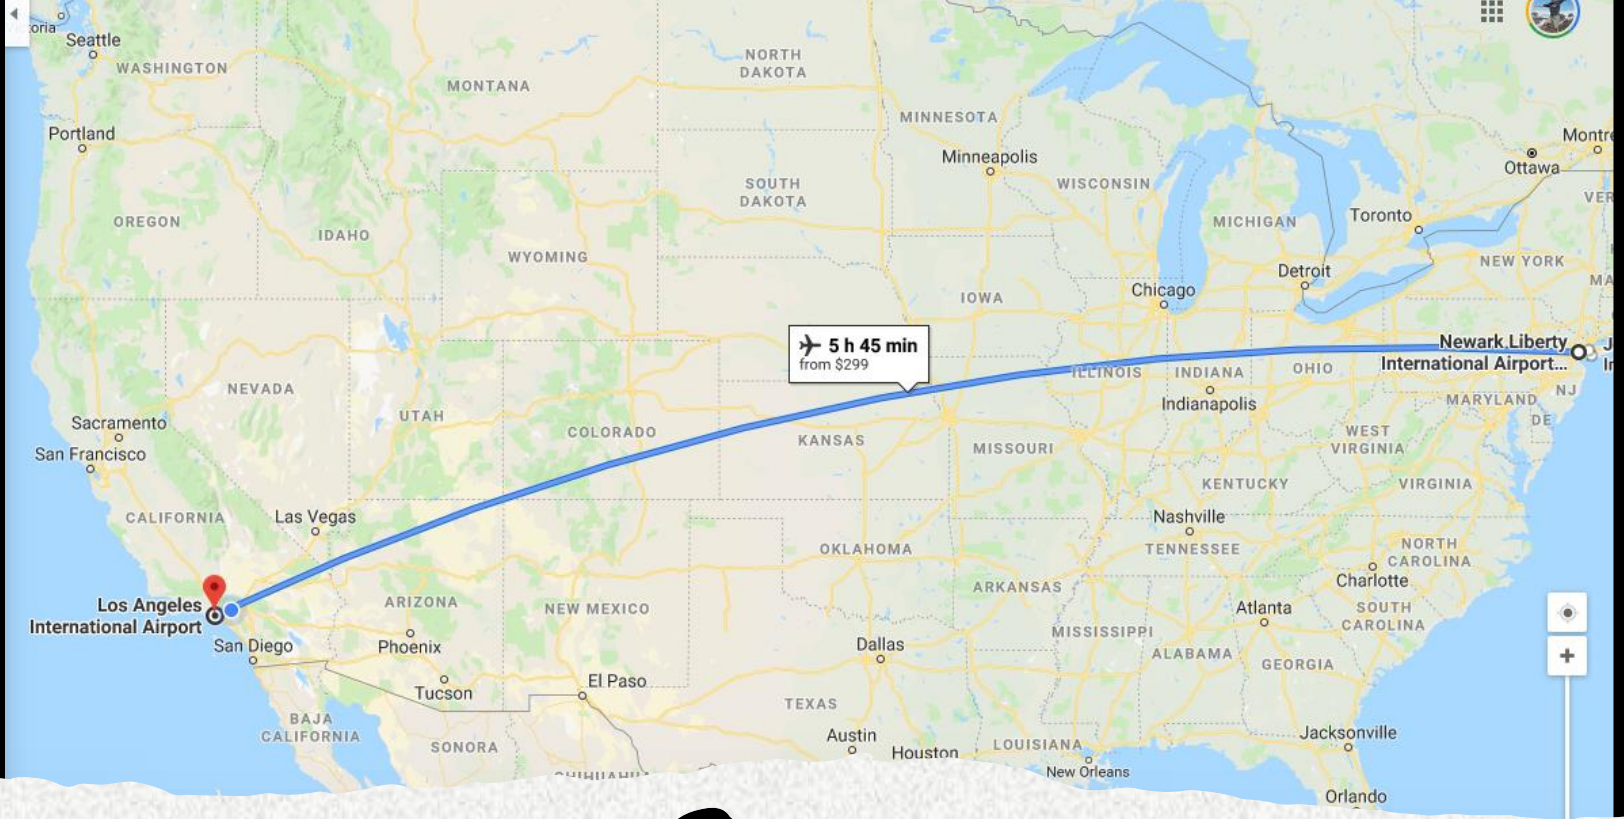 oria
Seattle
WASHINGTON
MONTANA
NORTH
DAKOTA
MINNESOTA
Portland
Minneapolis
Montre
Ottawa
SOUTH
DAKOTA
WISCONSIN
VER
OREGON
IDAHO
MICHIGAN
Toronto
WYOMING
NEW YORK
Detroit
MA
IOWA
Chicago
5 h 45 min
from $299
Newark Liberty
International Airport...
J
ILLINOIS
INDIANA
OHIO
NEVADA
UTAH
Indianapolis
MARYLAND
NJ
DE
Sacramento
San Francisco
COLORADO
KANSAS
MISSOURI
WEST
VIRGINIA
KENTUCKY
VIRGINIA
CALIFORNIA
Las Vegas
Nashville
TENNESSEE
OKLAHOMA
NORTH
CAROLINA
Charlotte
ARKANSAS
Los Angeles
International Airport
ARIZONA
NEW MEXICO
Atlanta
SOUTH
CAROLINA
San Diego
Phoenix
Dallas
MISSISSIPPI
ALABAMA
GEORGIA
Tucson
El Paso
TEXAS
BAJA
CALIFORNIA
SONORA
Austin
Houston
LOUISIANA
Jacksonville
New Orleans
CHIHUAHUA
Orlando